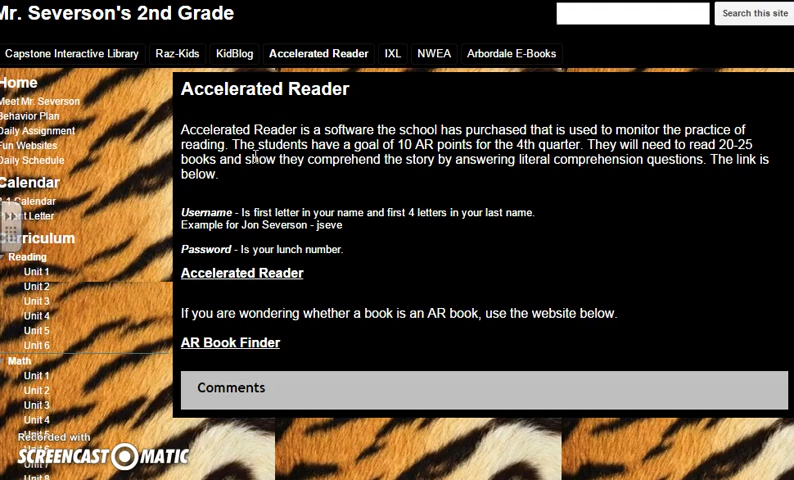 Mr. Severson's 2nd Grade
Search this site
Capstone Interactive Library Raz-Kids KidBlog Accelerated Reader IXL NWEA Arbordale E-Books
Home
Meet Mr. Severson
Behavior Plan
Daily Assignment
Fun Websites
Daily Schedule
Calendar
Calendar
Letter
Curriculum
Reading
Unit 1
Unit 2
Unit 3
Unit 4
Unit 5
Unit 6
Math
Unit 1
Unit 2
Unit 3
Unit 4
Unit 8
Accelerated Reader
Accelerated Reader is a software the school has purchased that is used to monitor the practice of
reading. The students have a goal of 10 AR points for the 4th quarter. They will need to read 20-25
books and show they comprehend the story by answering literal comprehension questions. The link is
below.
Username - Is first letter in your name and first 4 letters in your last name.
Example for Jon Severson - jseve
Password - Is your lunch number.
Accelerated Reader
If you are wondering whether a book is an AR book, use the website below.
AR Book Finder
Comments
Recorded with
SCREENCAST-O-MATIC